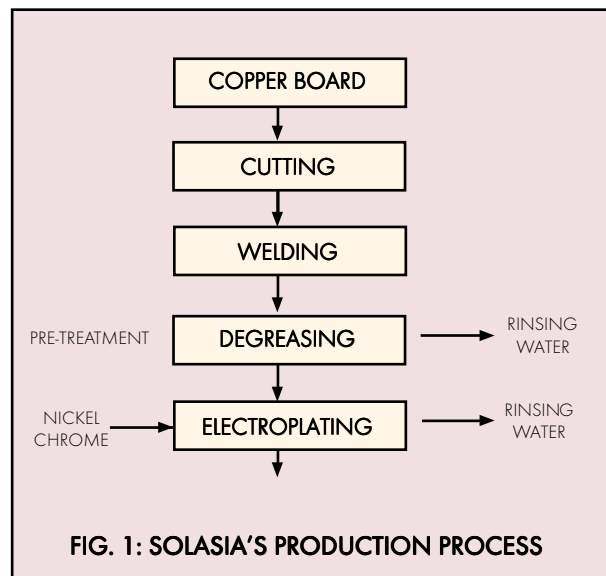 COPPER BOARD
CUTTING
WELDING
PRE-TREATMENT
DEGREASING
RINSING
WATER
NICKEL
CHROME
ELECTROPLATING
RINSING
WATER
FIG. 1: SOLASIA'S PRODUCTION PROCESS